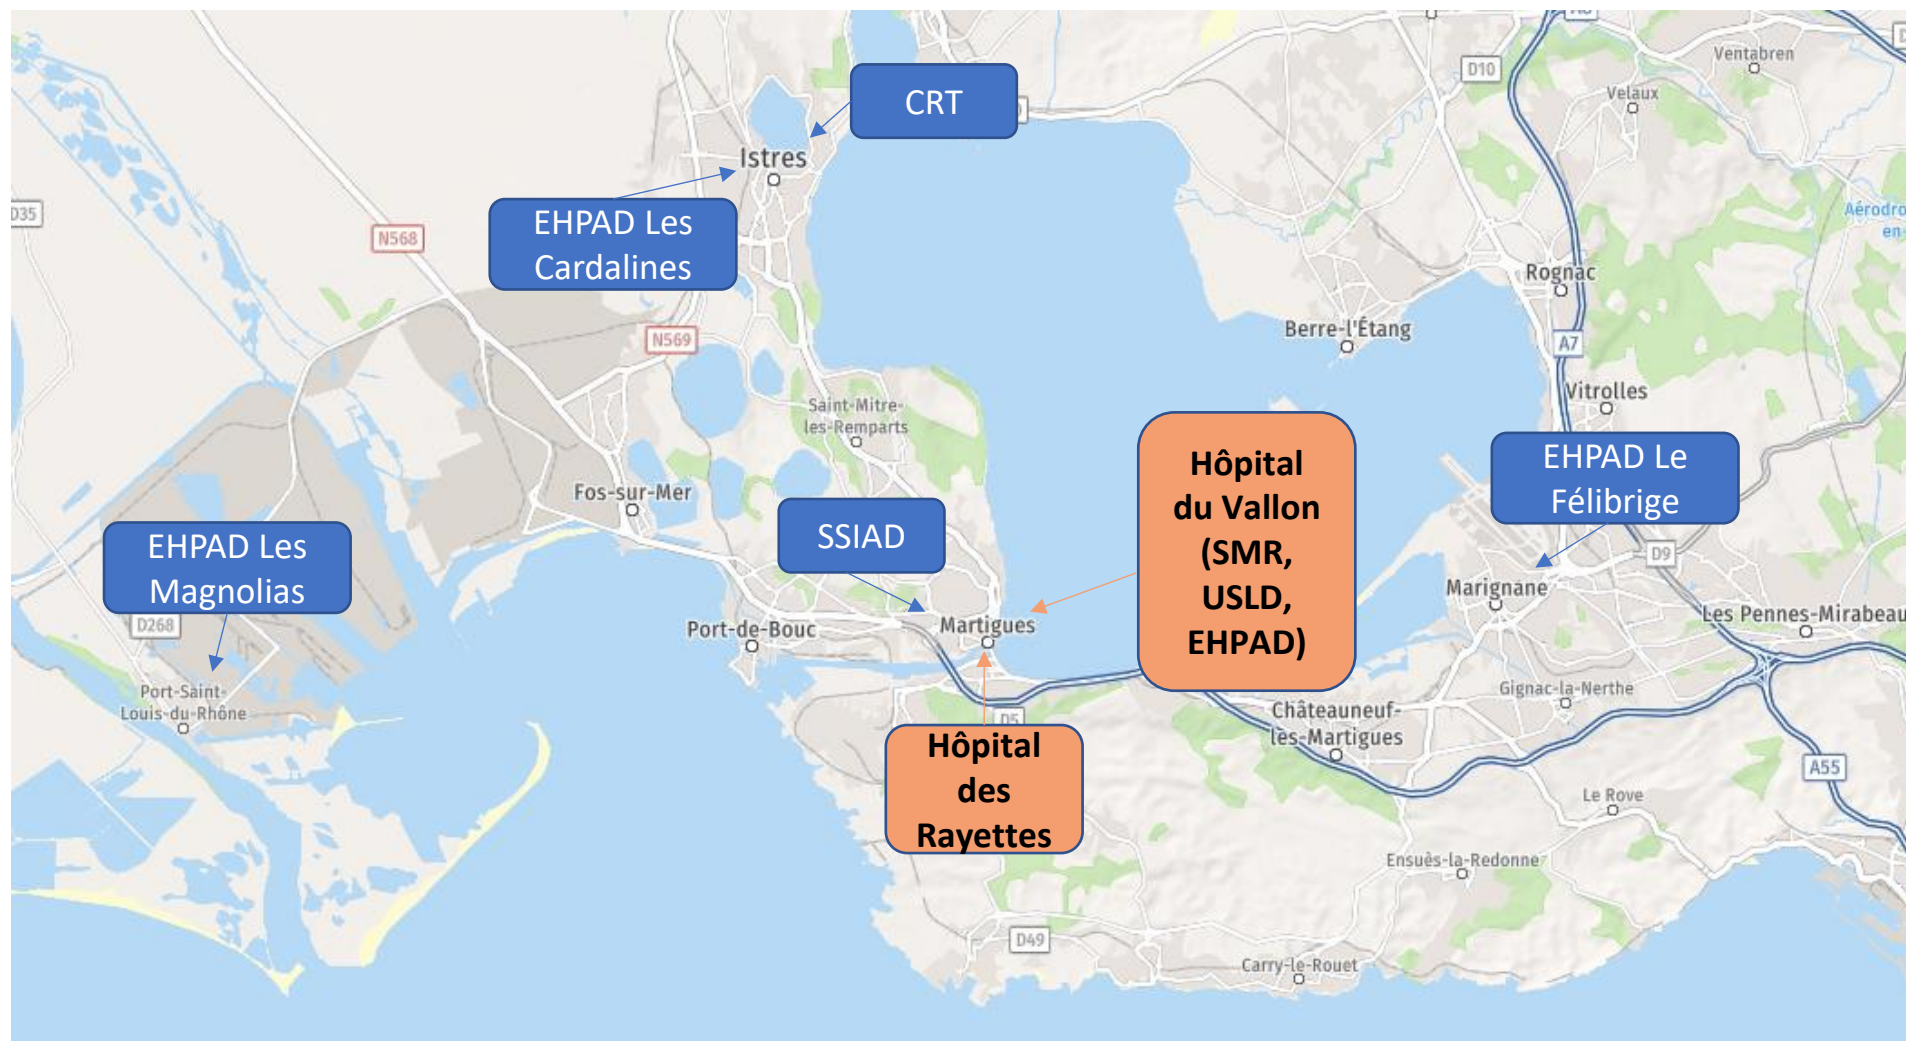 A8
D10
Ventabren
Velaux
CRT
Istres
D35
N568
EHPAD Les
Cardalines
Aérodro
en-
Rognac
Berre-l'Étang
N569
A7
Vitrolles
Saint-Mitre-
les-Remparts
Hôpital
du Vallon
(SMR,
USLD,
EHPAD)
EHPAD Le
Félibrige
Fos-sur-Mer
SSIAD
EHPAD Les
Magnolias
D9
Marignane
Les Pennes-Mirabeau
D268
Port-de-Bouc
Martigues
Port-Saint-
Louis-du-Rhône
Gignac-la-Nerthe
D5
Châteauneuf-
les-Martigues
Hôpital
des
Rayettes
A55
Le Rove
Ensuès-la-Redonne
D49
Carry-le-Rouet